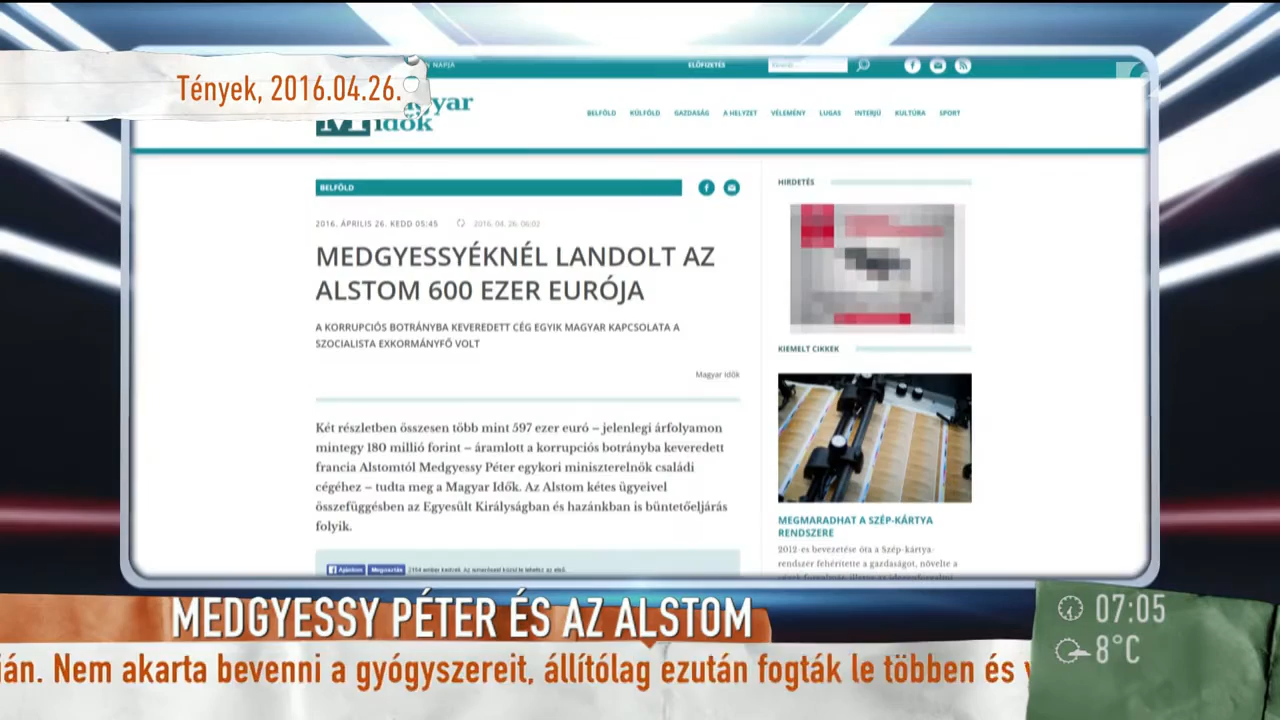 NAPJA
ELŐFIZETÉS
Tények, 2016.04.26.
Magyar
Idők
BELFÖLD KÜLFÖLD GAZDASÁG A HELYZET VÉLEMÉNY LUGAS INTERJÚ KULTÚRA SPORT
BELFÖLD
2016. ÁPRILIS 26. KEDD 05:45 2016. 04. 26. 06:02
MEDGYESSYÉKNÉL LANDOLT AZ
ALSTOM 600 EZER EURÓJA
A KORRUPCIÓS BOTRÁNYBA KEVEREDETT CÉG EGYIK MAGYAR KAPCSOLATA A
SZOCIALISTA EXKORMÁNYFŐ VOLT
Magyar Idők
Két részletben összesen több mint 597 ezer euró – jelenlegi árfolyamon
mintegy 180 millió forint – áramlott a korrupciós botrányba keveredett
francia Alstomtól Medgyessy Péter egykori miniszterelnök családi
cégéhez – tudta meg a Magyar Idők. Az Alstom kétes ügyeivel
összefüggésben az Egyesült Királyságban és hazánkban is büntetőeljárás
folyik.
Ajánlom Megosztás
HIRDETÉS
KIEMELT CIKKEK
MEGMARADHAT A SZÉP-KÁRTYA
RENDSZERE
2012-es bevezetése óta a Szép-kártya-
rendszer fehérítette a gazdaságot, növelte a
MEDGYESSY PÉTER ÉS AZ ALSTOM
ián. Nem akarta bevenni a gyógyszereit, állítólag ezután fogták le többen és
07:05
8°C